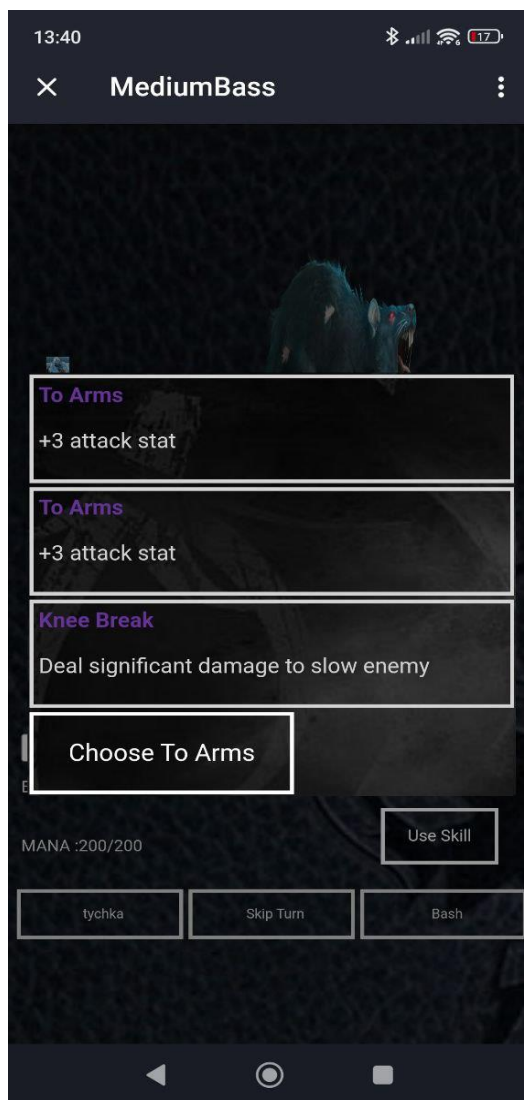 13:40
17
MediumBass
To Arms
+3 attack stat
To Arms
+3 attack stat
Knee Break
Deal significant damage to slow enemy
Choose To Arms
MANA :200/200
Use Skill
tychka
Skip Turn
Bash